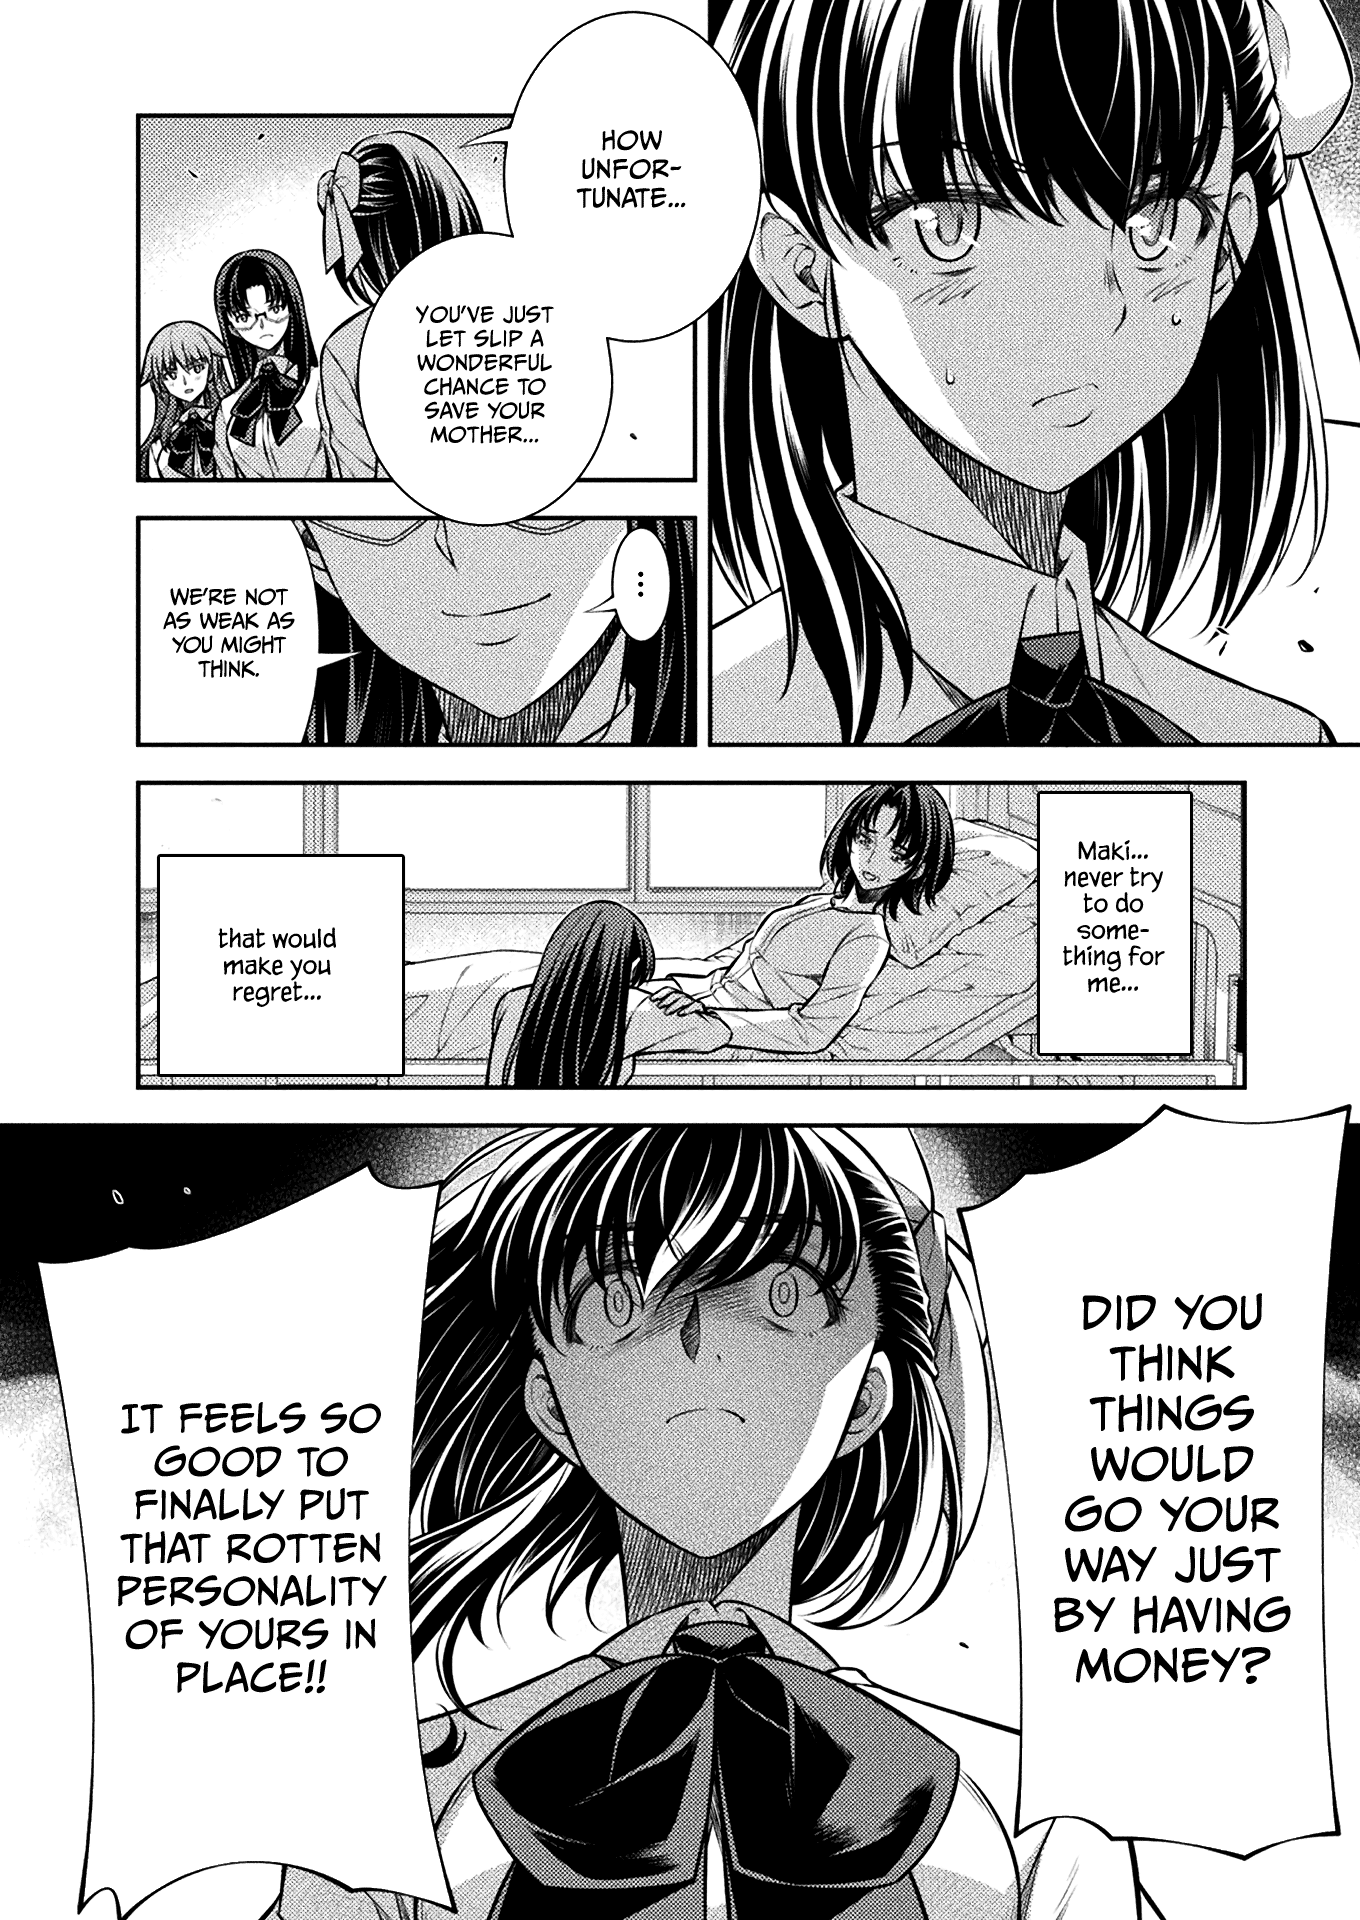 HOW
UNFOR-
TUNATE...
YOU'VE JUST
LET SLIP A
WONDERFUL
CHANCE TO
SAVE YOUR
MOTHER...
...
WE'RE NOT
AS WEAK AS
YOU MIGHT
THINK.
Maki...
never try
to do
some-
thing for
me...
that would
make you
regret...
DID YOU
THINK
THINGS
WOULD
GO YOUR
WAY JUST
BY HAVING
MONEY?
IT FEELS SO
GOOD TO
FINALLY PUT
THAT ROTTEN
PERSONALITY
OF YOURS IN
PLACE!!